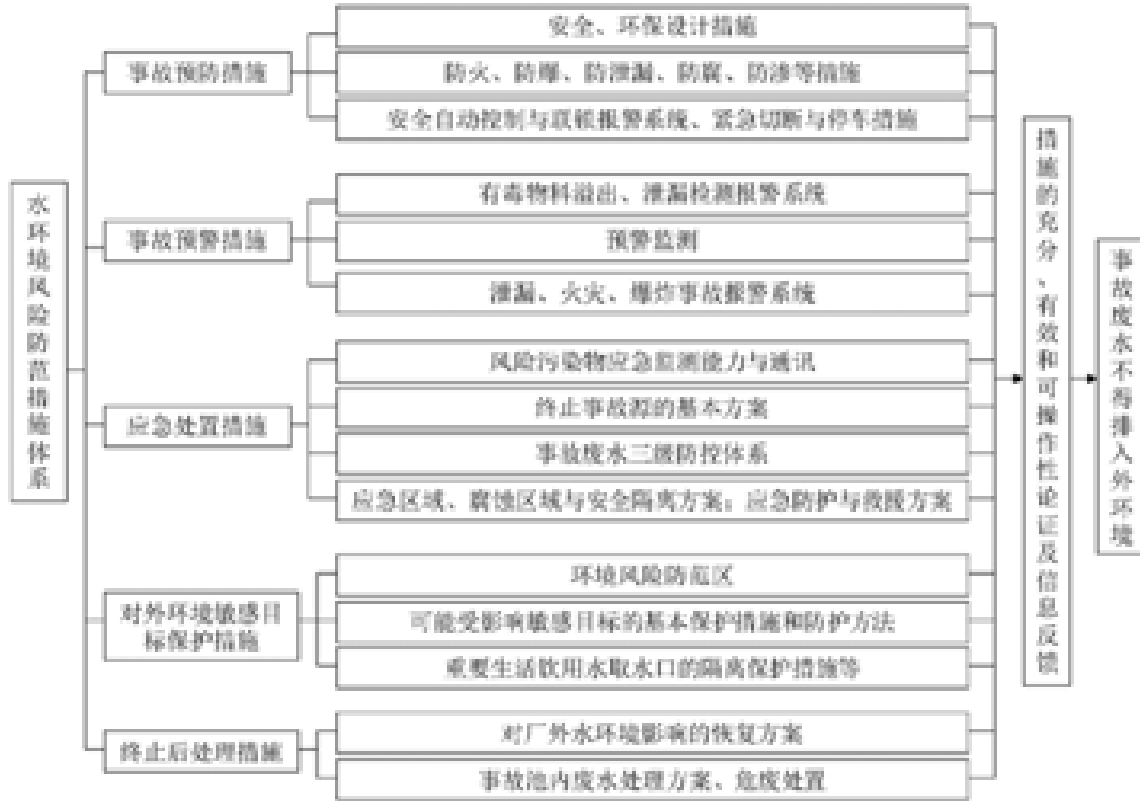 水环境风险防范措施体系
事故预防措施
安全、环保设计措施
防火、防爆、防泄漏、防腐、防渗等措施
安全自动控制与联锁报警系统、紧急切断与停车措施
事故预警措施
有毒物料溢出、泄漏检测报警系统
预警监测
泄漏、火灾、爆炸事故报警系统
应急处置措施
风险污染物应急监测能力与通讯
终止事故源的基本方案
事故废水三级防控体系
应急区域、腐蚀区域与安全隔离方案；应急防护与救援方案
对外环境敏感目
标保护措施
环境风险防范区
可能受影响敏感目标的基本保护措施和防护方法
重要生活饮用水取水口的隔离保护措施等
终止后处理措施
对厂外水环境影响的恢复方案
事故池内废水处理方案、危废处置
措施的充分、有效和可操作性论证及信息反馈
事故废水不得排入外环境